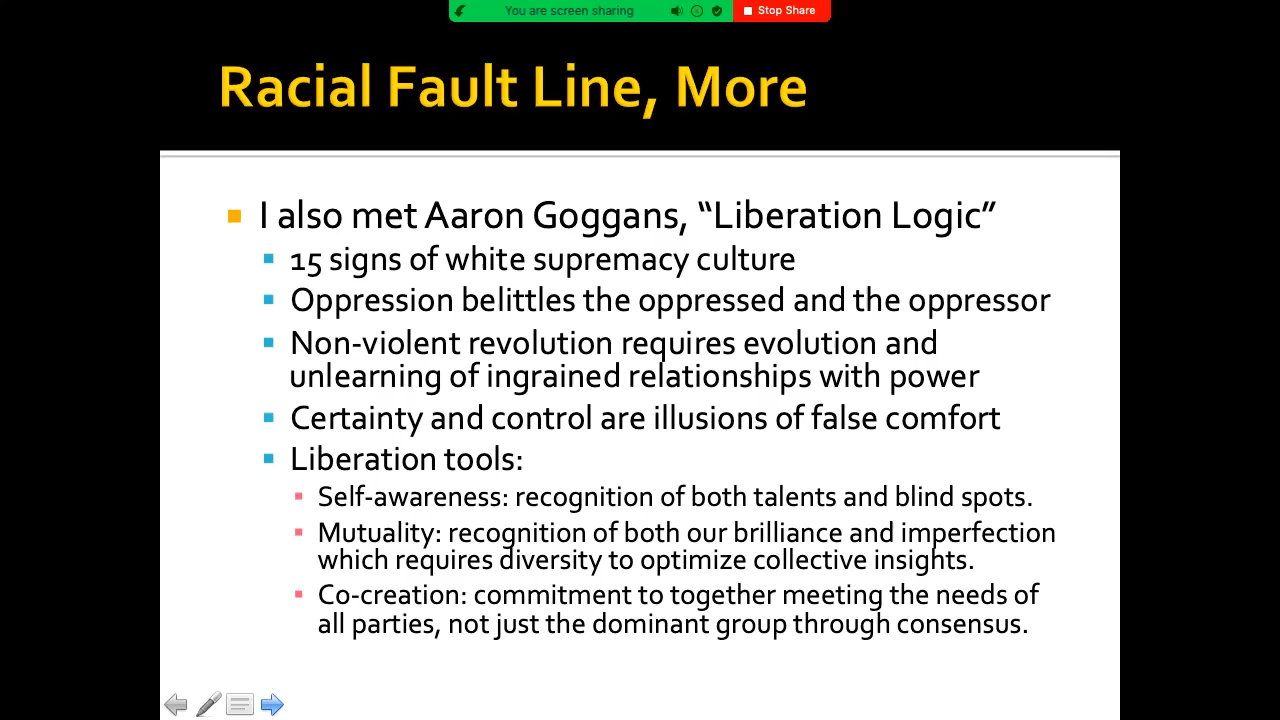 You are screen sharing
Stop Share
Racial Fault Line, More
I also met Aaron Goggans, “Liberation Logic”
15 signs of white supremacy culture
Oppression belittles the oppressed and the oppressor
Non-violent revolution requires evolution and
unlearning of ingrained relationships with power
Certainty and control are illusions of false comfort
Liberation tools:
Self-awareness: recognition of both talents and blind spots.
Mutuality: recognition of both our brilliance and imperfection
which requires diversity to optimize collective insights.
Co-creation: commitment to together meeting the needs of
all parties, not just the dominant group through consensus.